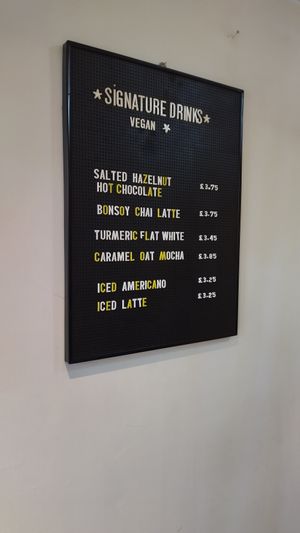 ★SIGNATURE DRINKS★
VEGAN ★
SALTED HAZELNUT
HOT CHOCOLATE £3.75
BONSOY CHAI LATTE £3.75
TURMERIC FLAT WHITE £3.45
CARAMEL OAT MOCHA £3.85
ICED AMERICANO £3.25
ICED LATTE £3.25